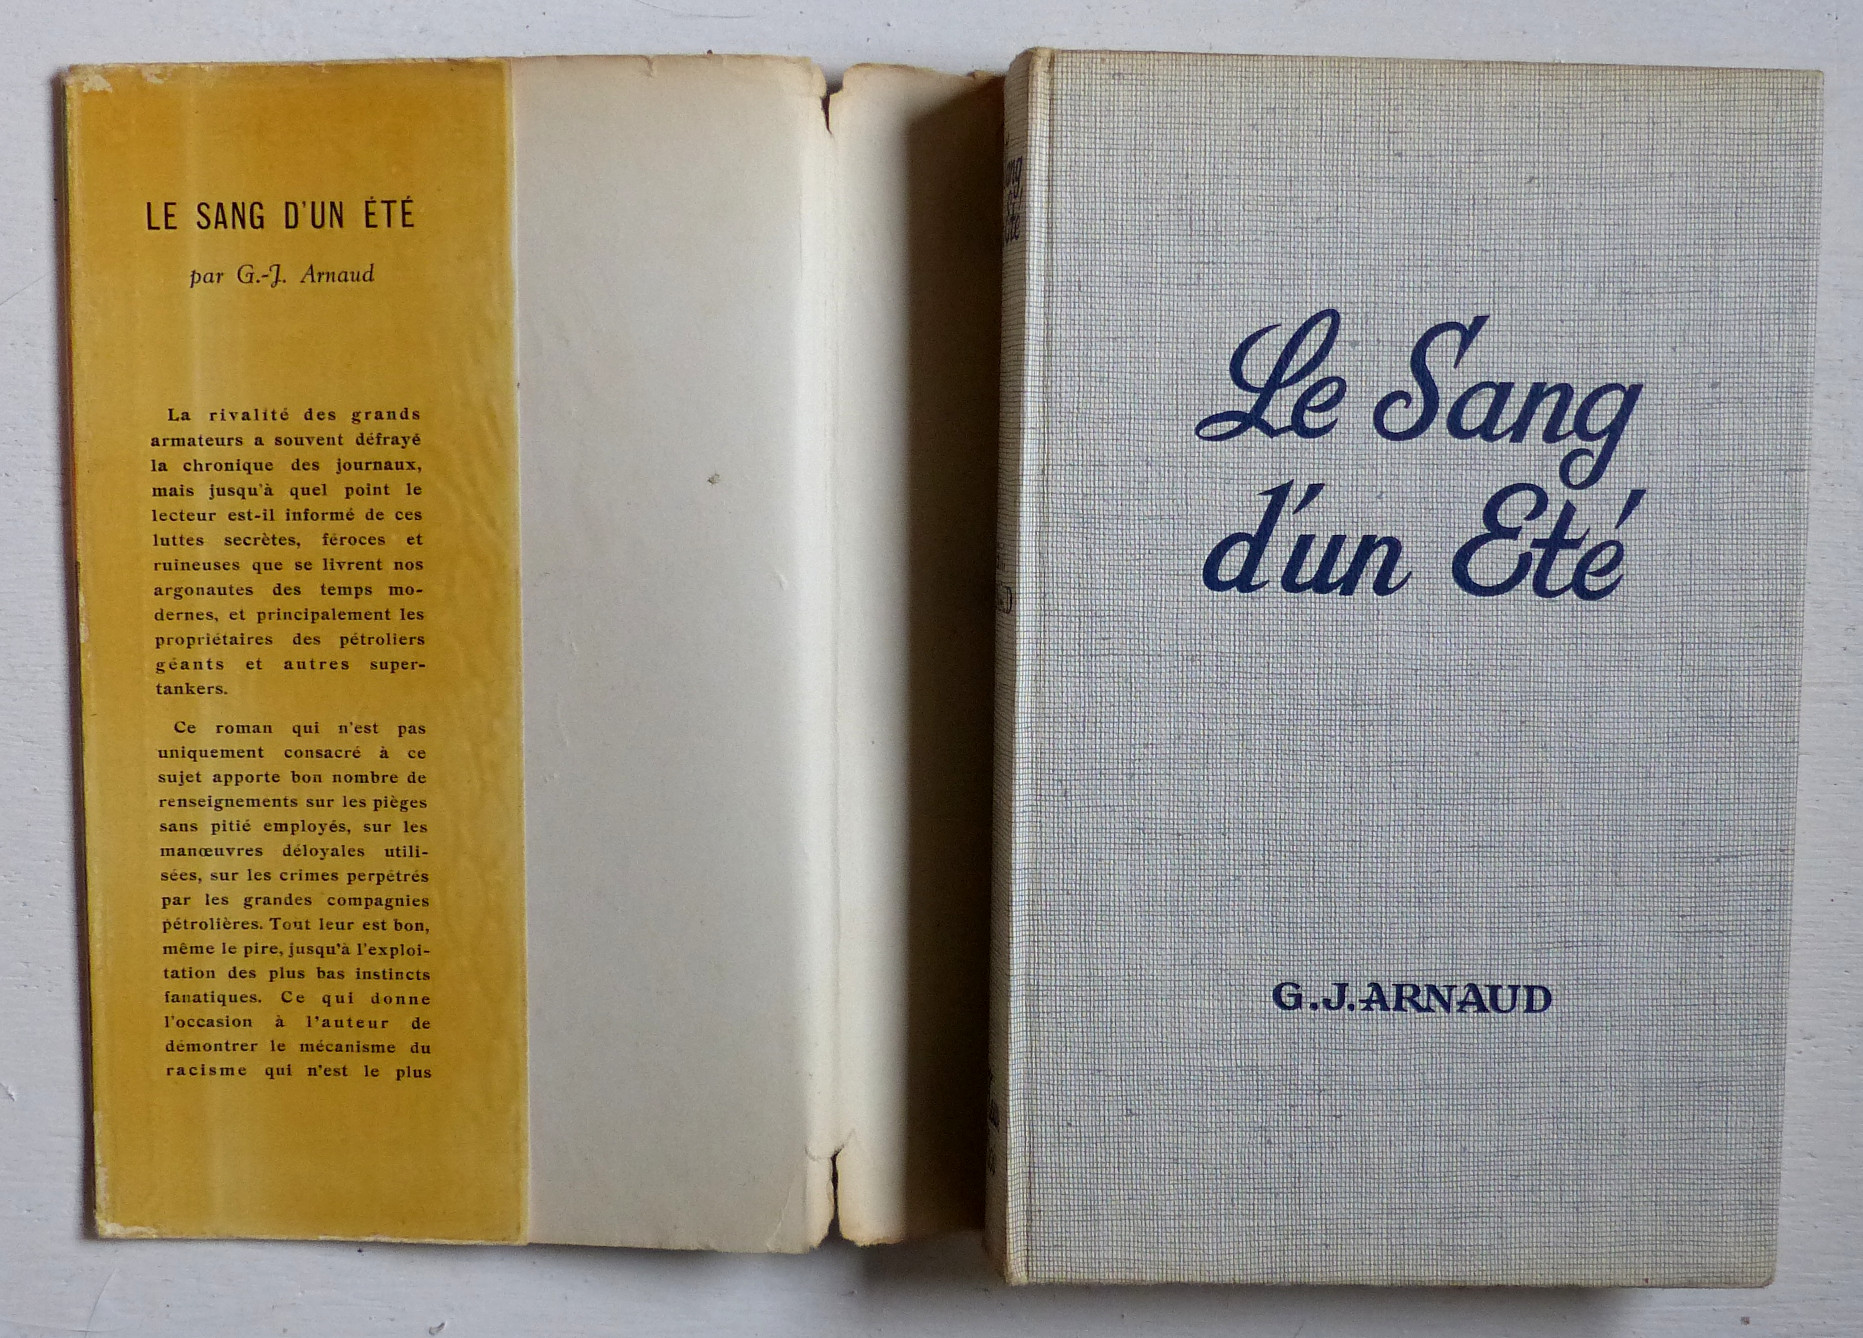 LE SANG D'UN ÉTÉ
par G.-J. Arnaud
La rivalité des grands
armateurs a souvent défrayé
la chronique des journaux,
mais jusqu'à quel point le
lecteur est-il informé de ces
luttes secrètes, féroces et
ruineuses que se livrent nos
argonautes des temps mo-
dernes, et principalement les
propriétaires des pétroliers
géants et autres super-
tankers.
Ce roman qui n'est pas
uniquement consacré à ce
sujet apporte bon nombre de
renseignements sur les pièges
sans pitié employés, sur les
manœuvres déloyales utili-
sées, sur les crimes perpétrés
par les grandes compagnies
pétrolières. Tout leur est bon,
même le pire, jusqu'à l'exploi-
tation des plus bas instincts
fanatiques. Ce qui donne
l'occasion à l'auteur de
démontrer le mécanisme du
racisme qui n'est le plus
Le Sang
d'un Eté
G.J.ARNAUD